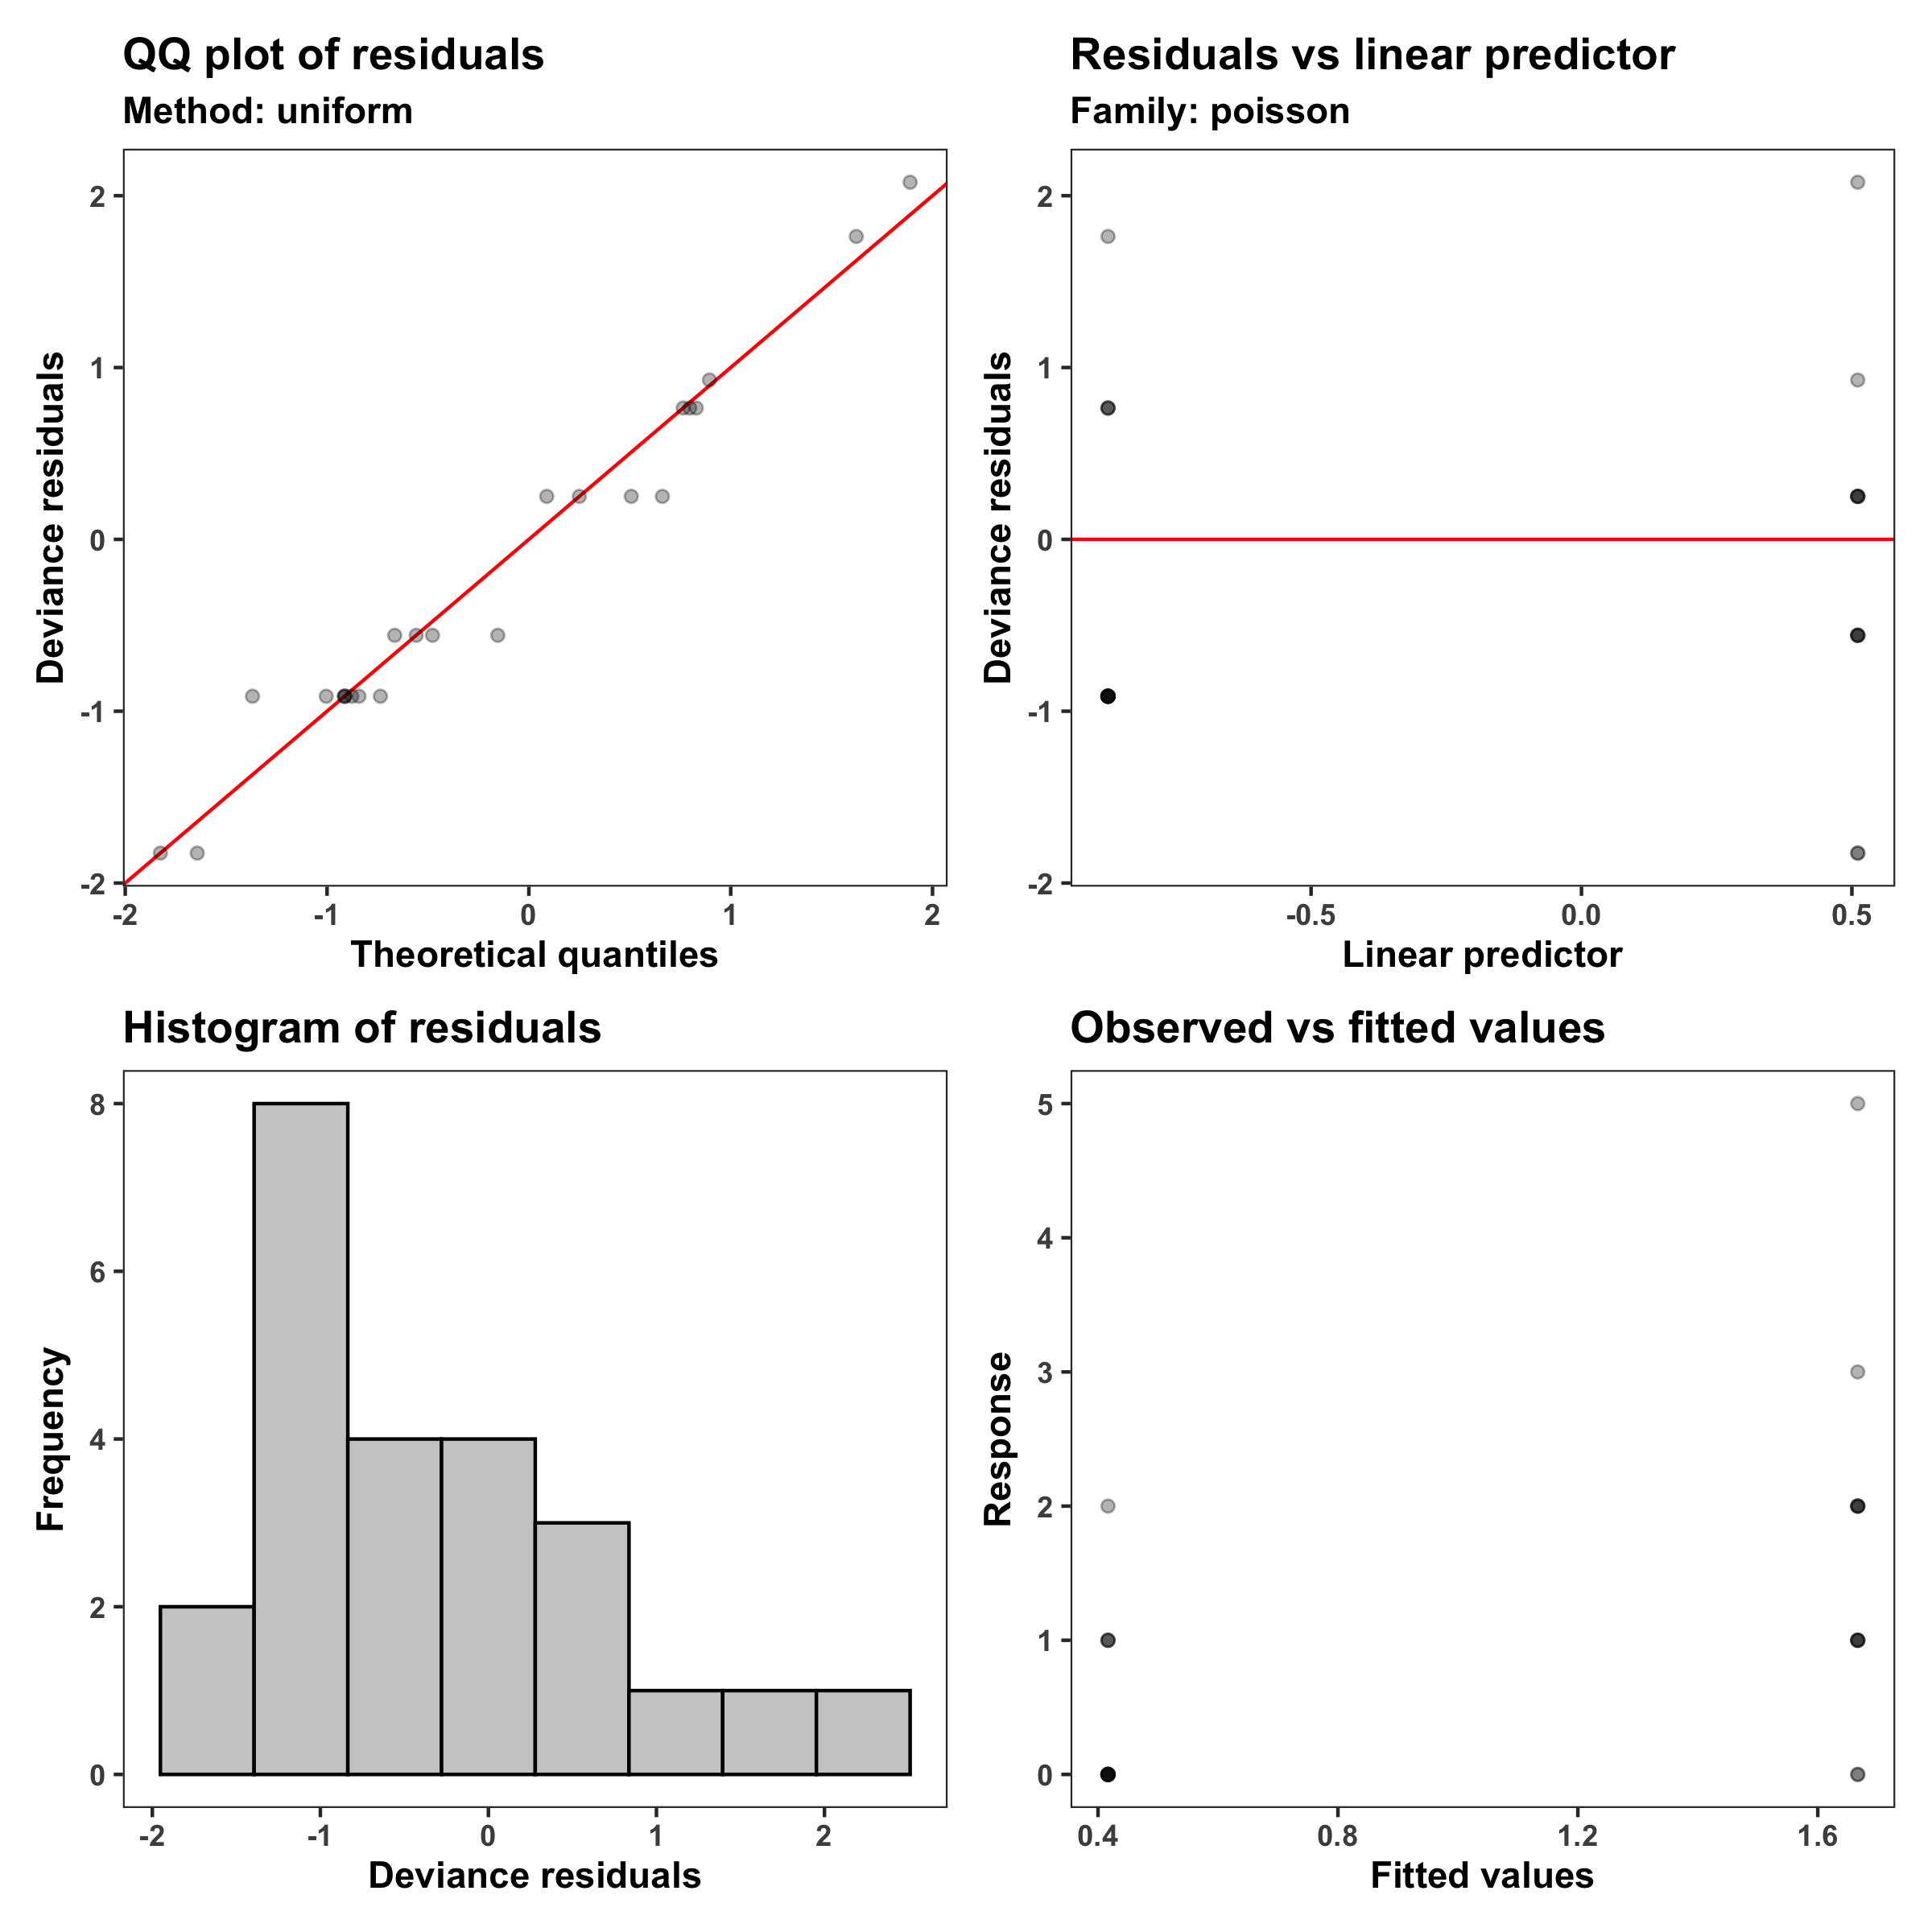 QQ plot of residuals
Method: uniform
Deviance residuals
2
1
0
-1
-2
-2
-1
0
1
2
Theoretical quantiles
Residuals vs linear predictor
Family: poisson
Deviance residuals
2
1
0
-1
-2
-0.5
0.0
0.5
Linear predictor
Histogram of residuals
Frequency
8
6
4
2
0
-2
-1
0
1
2
Deviance residuals
Observed vs fitted values
Response
5
4
3
2
1
0
0.4
0.8
1.2
1.6
Fitted values